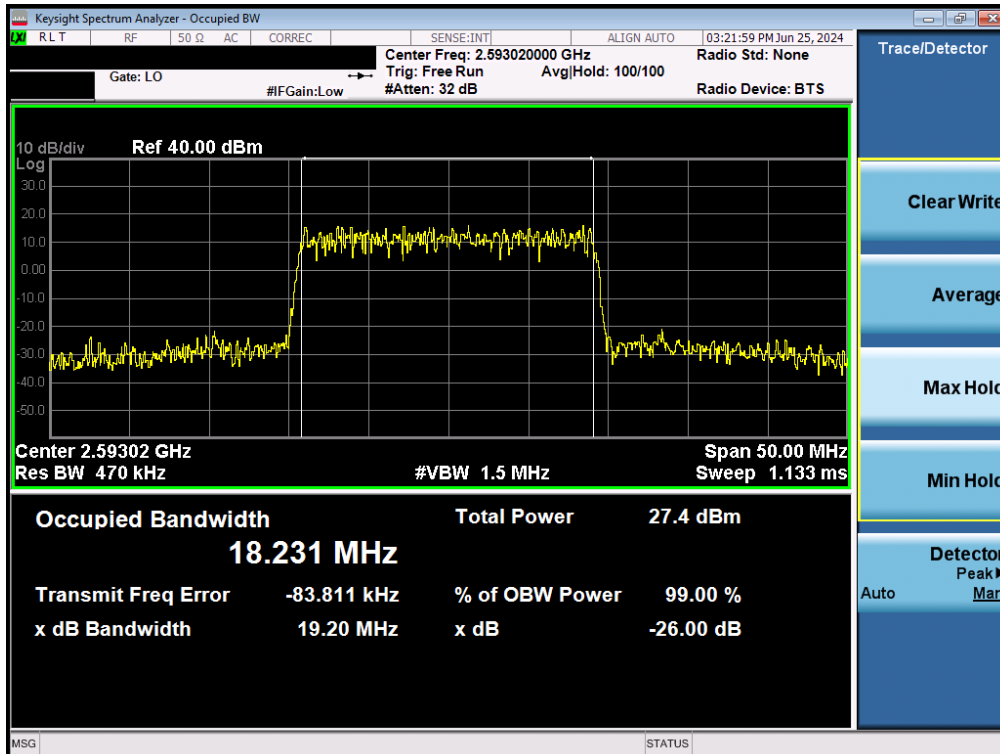 Keysight Spectrum Analyzer - Occupied BW
LXI RLT RF 50 Ω AC CORREC SENSE:INT ALIGN AUTO 03:21:59 PM Jun 25, 2024
Center Freq: 2.593020000 GHz Radio Std: None
Gate: LO Trig: Free Run Avg|Hold: 100/100
#IFGain:Low #Atten: 32 dB Radio Device: BTS
10 dB/div Ref 40.00 dBm
Log
30.0
20.0
10.0
0.00
-10.0
-20.0
-30.0
-40.0
-50.0
Center 2.59302 GHz Span 50.00 MHz
Res BW 470 kHz #VBW 1.5 MHz Sweep 1.133 ms
Occupied Bandwidth Total Power 27.4 dBm
18.231 MHz
Transmit Freq Error -83.811 kHz % of OBW Power 99.00 %
x dB Bandwidth 19.20 MHz x dB -26.00 dB
MSG STATUS
Trace/Detector
Clear Write
Average
Max Hold
Min Hold
Detector
Peak
Auto Man